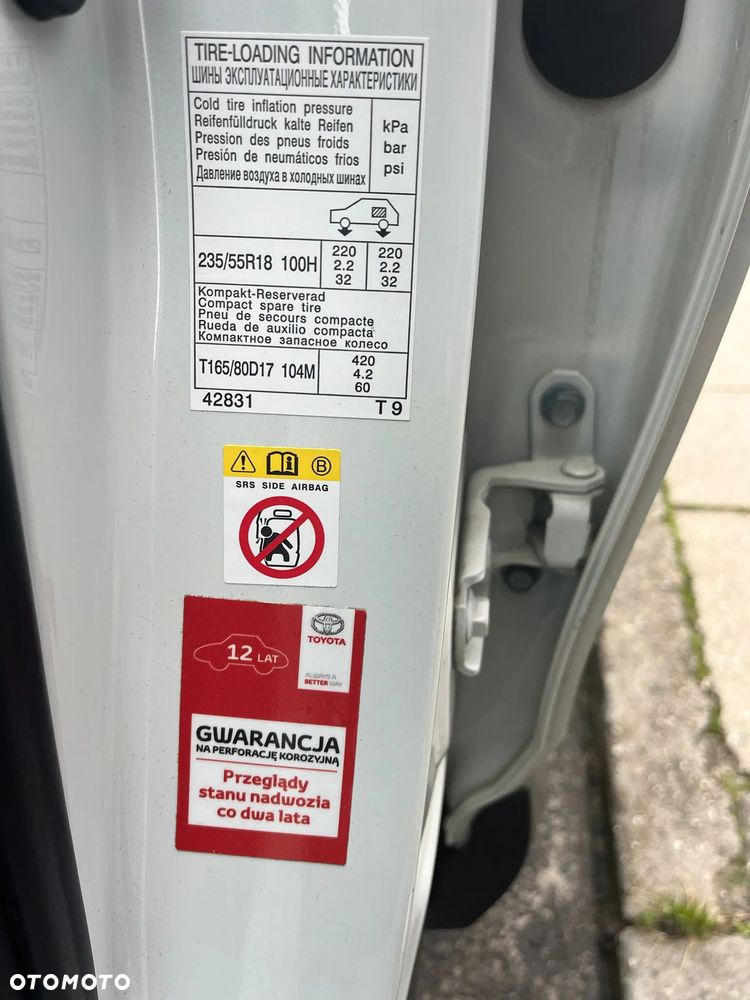 TIRE-LOADING INFORMATION
ШИНЫ ЭКСПЛУАТАЦИОННЫЕ ХАРАКТЕРИСТИКИ
Cold tire inflation pressure
Reifenfülldruck kalte Reifen
Pression des pneus froids
Presión de neumáticos frios
Давление воздуха в холодных шинах
kPa
bar
psi
235/55R18 100H
220 220
2.2 2.2
32 32
Kompakt-Reserverad
Compact spare tire
Pneu de secours compacte
Rueda de auxilio compacta
Компактное запасное колесо
T165/80D17 104M
420
4.2
60
42831 T 9
B
SRS SIDE AIRBAG
12 LAT
TOYOTA
ALWAYS A
BETTER WAY
GWARANCJA
NA PERFORACJĘ KOROZYJNĄ
Przeglądy
stanu nadwozia
co dwa lata
OTOMOTO